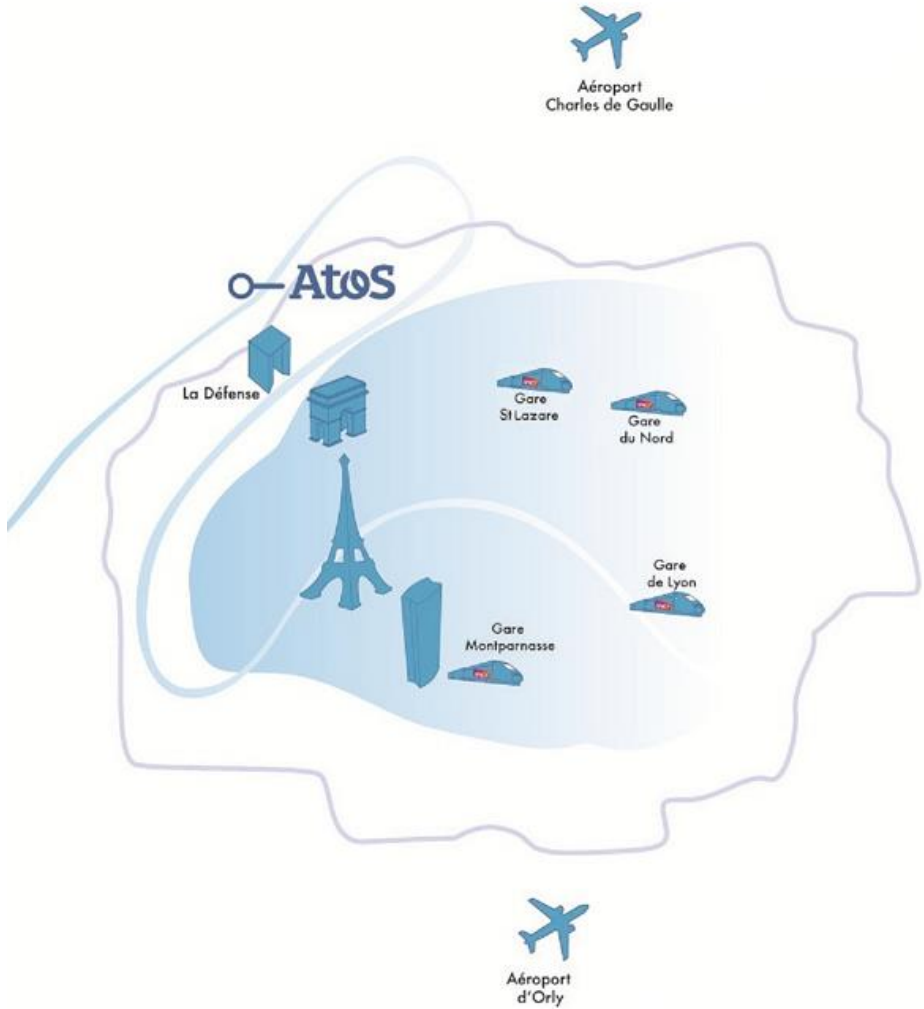 Aéroport
Charles de Gaulle
Atos
La Défense
Gare
St Lazare
Gare
du Nord
Gare
de Lyon
Gare
Montparnasse
Aéroport
d'Orly